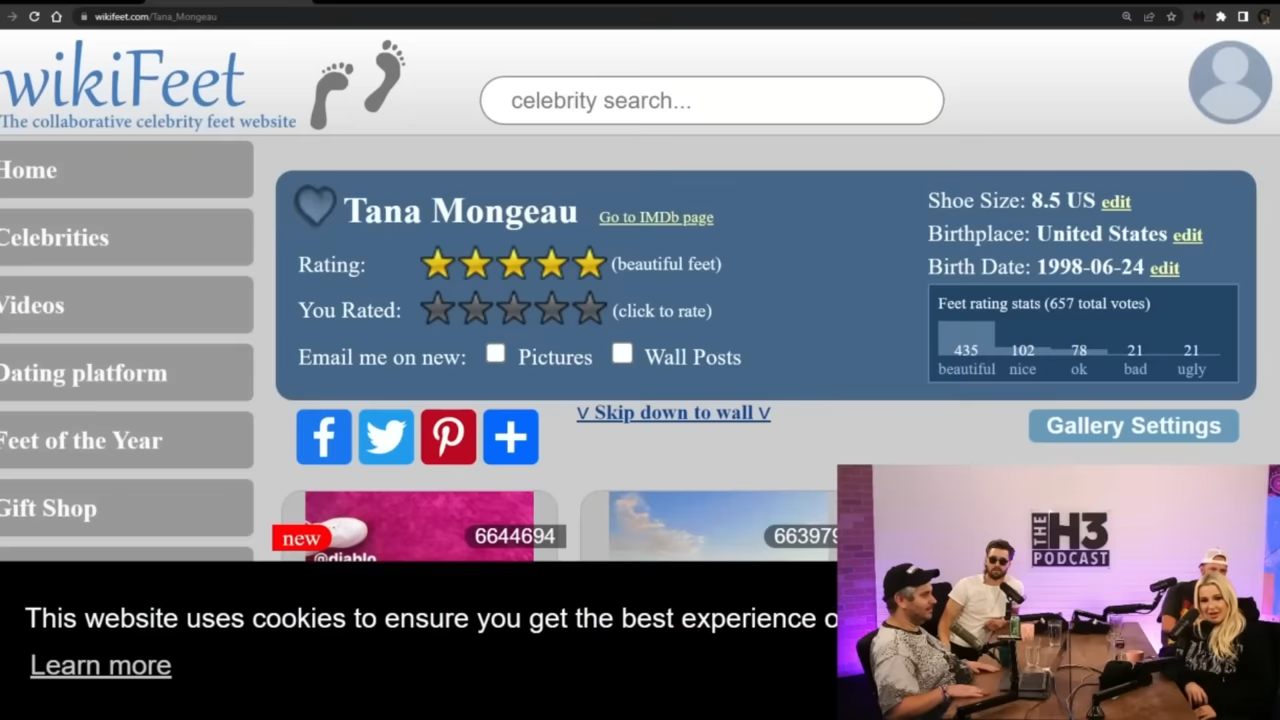 wikifeet.com/Tana_Mongeau
wikiFeet
The collaborative celebrity feet website
celebrity search...
Home
Celebrities
Videos
Dating platform
Feet of the Year
Gift Shop
Tana Mongeau Go to IMDb page
Rating: (beautiful feet)
You Rated: (click to rate)
Email me on new: Pictures Wall Posts
Shoe Size: 8.5 US edit
Birthplace: United States edit
Birth Date: 1998-06-24 edit
Feet rating stats (657 total votes)
435 102 78 21 21
beautiful nice ok bad ugly
V Skip down to wall V
Gallery Settings
new
6644694
@diablo
663979
THE H3 PODCAST
This website uses cookies to ensure you get the best experience o
Learn more